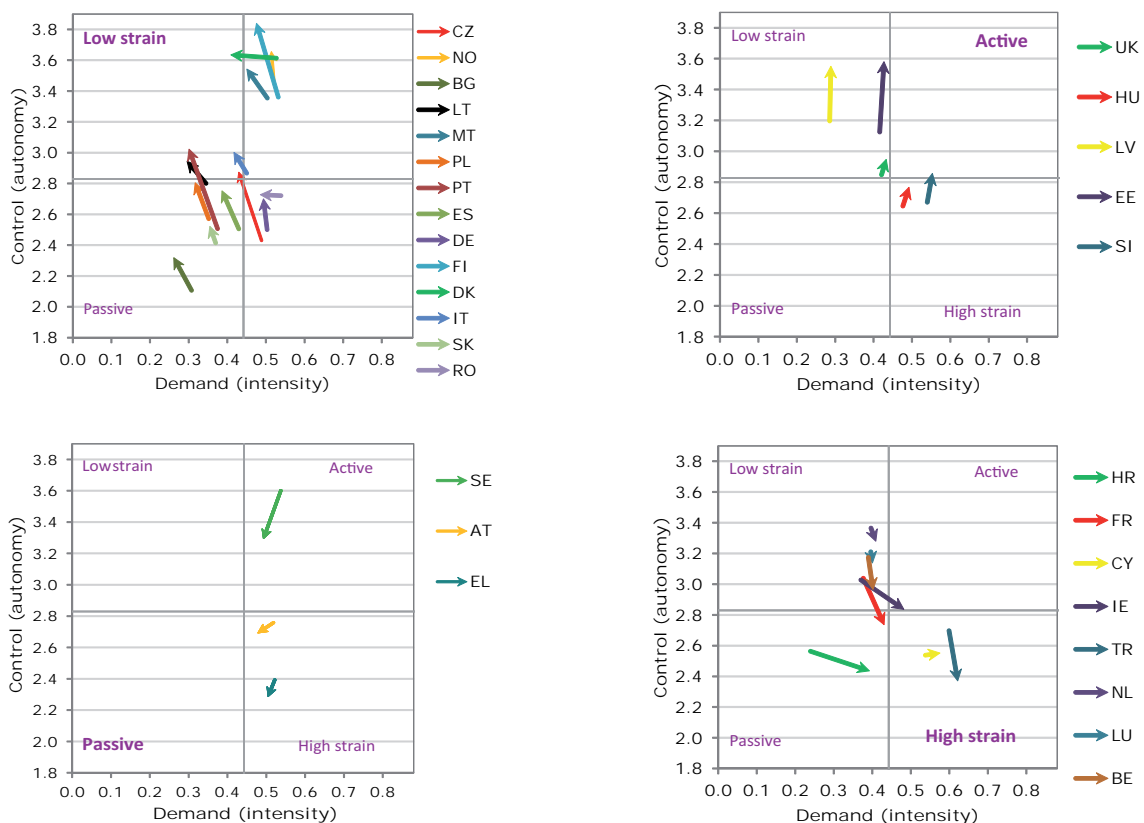 3.8
3.6
3.4
3.2
3.0
2.8
2.6
2.4
2.2
2.0
1.8
Control (autonomy)
Low strain
Passive
0.0 0.1 0.2 0.3 0.4 0.5 0.6 0.7 0.8
Demand (intensity)
CZ
NO
BG
LT
MT
PL
PT
ES
DE
FI
DK
IT
SK
RO
3.8
3.6
3.4
3.2
3.0
2.8
2.6
2.4
2.2
2.0
1.8
Control (autonomy)
Low strain Active
Passive High strain
0.0 0.1 0.2 0.3 0.4 0.5 0.6 0.7 0.8
Demand (intensity)
UK
HU
LV
EE
SI
3.8
3.6
3.4
3.2
3.0
2.8
2.6
2.4
2.2
2.0
1.8
Control (autonomy)
Low strain Active
Passive High strain
0.0 0.1 0.2 0.3 0.4 0.5 0.6 0.7 0.8
Demand (intensity)
SE
AT
EL
3.8
3.6
3.4
3.2
3.0
2.8
2.6
2.4
2.2
2.0
1.8
Control (autonomy)
Low strain Active
Passive High strain
0.0 0.1 0.2 0.3 0.4 0.5 0.6 0.7 0.8
Demand (intensity)
HR
FR
CY
IE
TR
NL
LU
BE